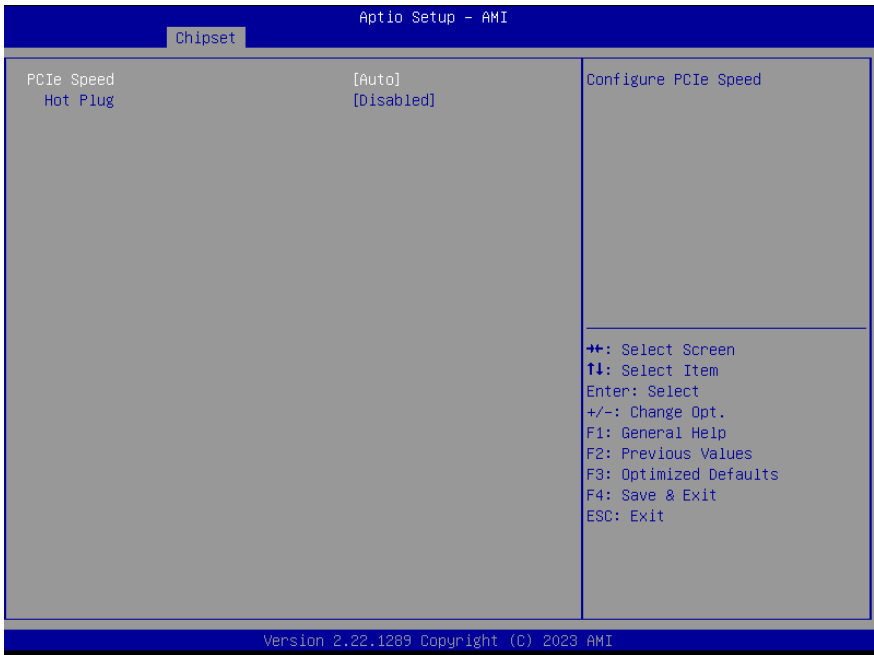 Aptio Setup – AMI
Chipset
PCIe Speed [Auto]
Hot Plug [Disabled]
Configure PCIe Speed
→←: Select Screen
↑↓: Select Item
Enter: Select
+/-: Change Opt.
F1: General Help
F2: Previous Values
F3: Optimized Defaults
F4: Save & Exit
ESC: Exit
Version 2.22.1289 Copyright (C) 2023 AMI